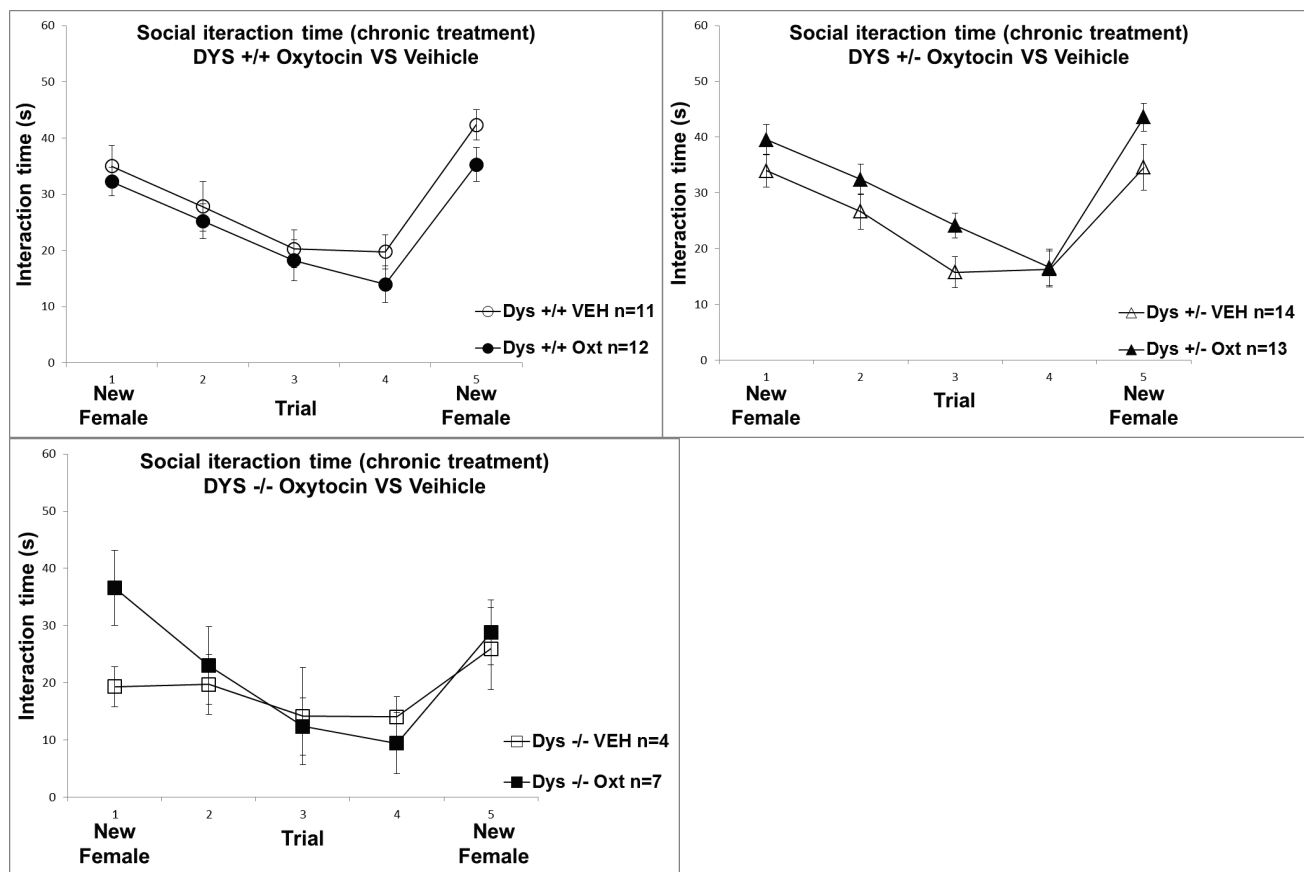 Social iteraction time (chronic treatment)
DYS +/+ Oxytocin VS Veihicle
60
50
40
30
20
10
0
Interaction time (s)
Dys +/+ VEH n=11
Dys +/+ Oxt n=12
1
2
3
4
5
New
Female
Trial
New
Female
Social iteraction time (chronic treatment)
DYS +/- Oxytocin VS Veihicle
60
50
40
30
20
10
0
Interaction time (s)
Dys +/- VEH n=14
Dys +/- Oxt n=13
1
2
3
4
5
New
Female
Trial
New
Female
Social iteraction time (chronic treatment)
DYS -/- Oxytocin VS Veihicle
60
50
40
30
20
10
0
Interaction time (s)
Dys -/- VEH n=4
Dys -/- Oxt n=7
1
2
3
4
5
New
Female
Trial
New
Female